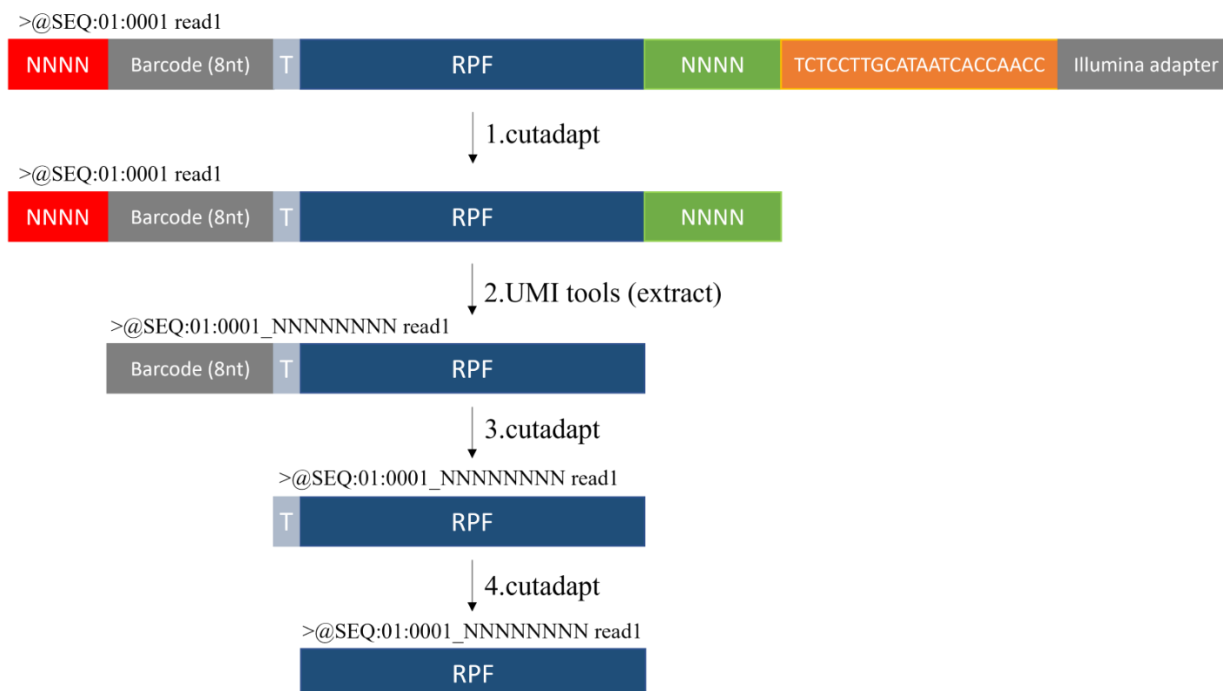 >@SEQ:01:0001 read1
NNNN Barcode (8nt) T RPF NNNN TCTCCTTGCATAATCACCAACC Illumina adapter
1.cutadapt
>@SEQ:01:0001 read1
NNNN Barcode (8nt) T RPF NNNN
2.UMI tools (extract)
>@SEQ:01:0001_NNNNNNNN read1
Barcode (8nt) T RPF
3.cutadapt
>@SEQ:01:0001_NNNNNNNN read1
T RPF
4.cutadapt
>@SEQ:01:0001_NNNNNNNN read1
RPF